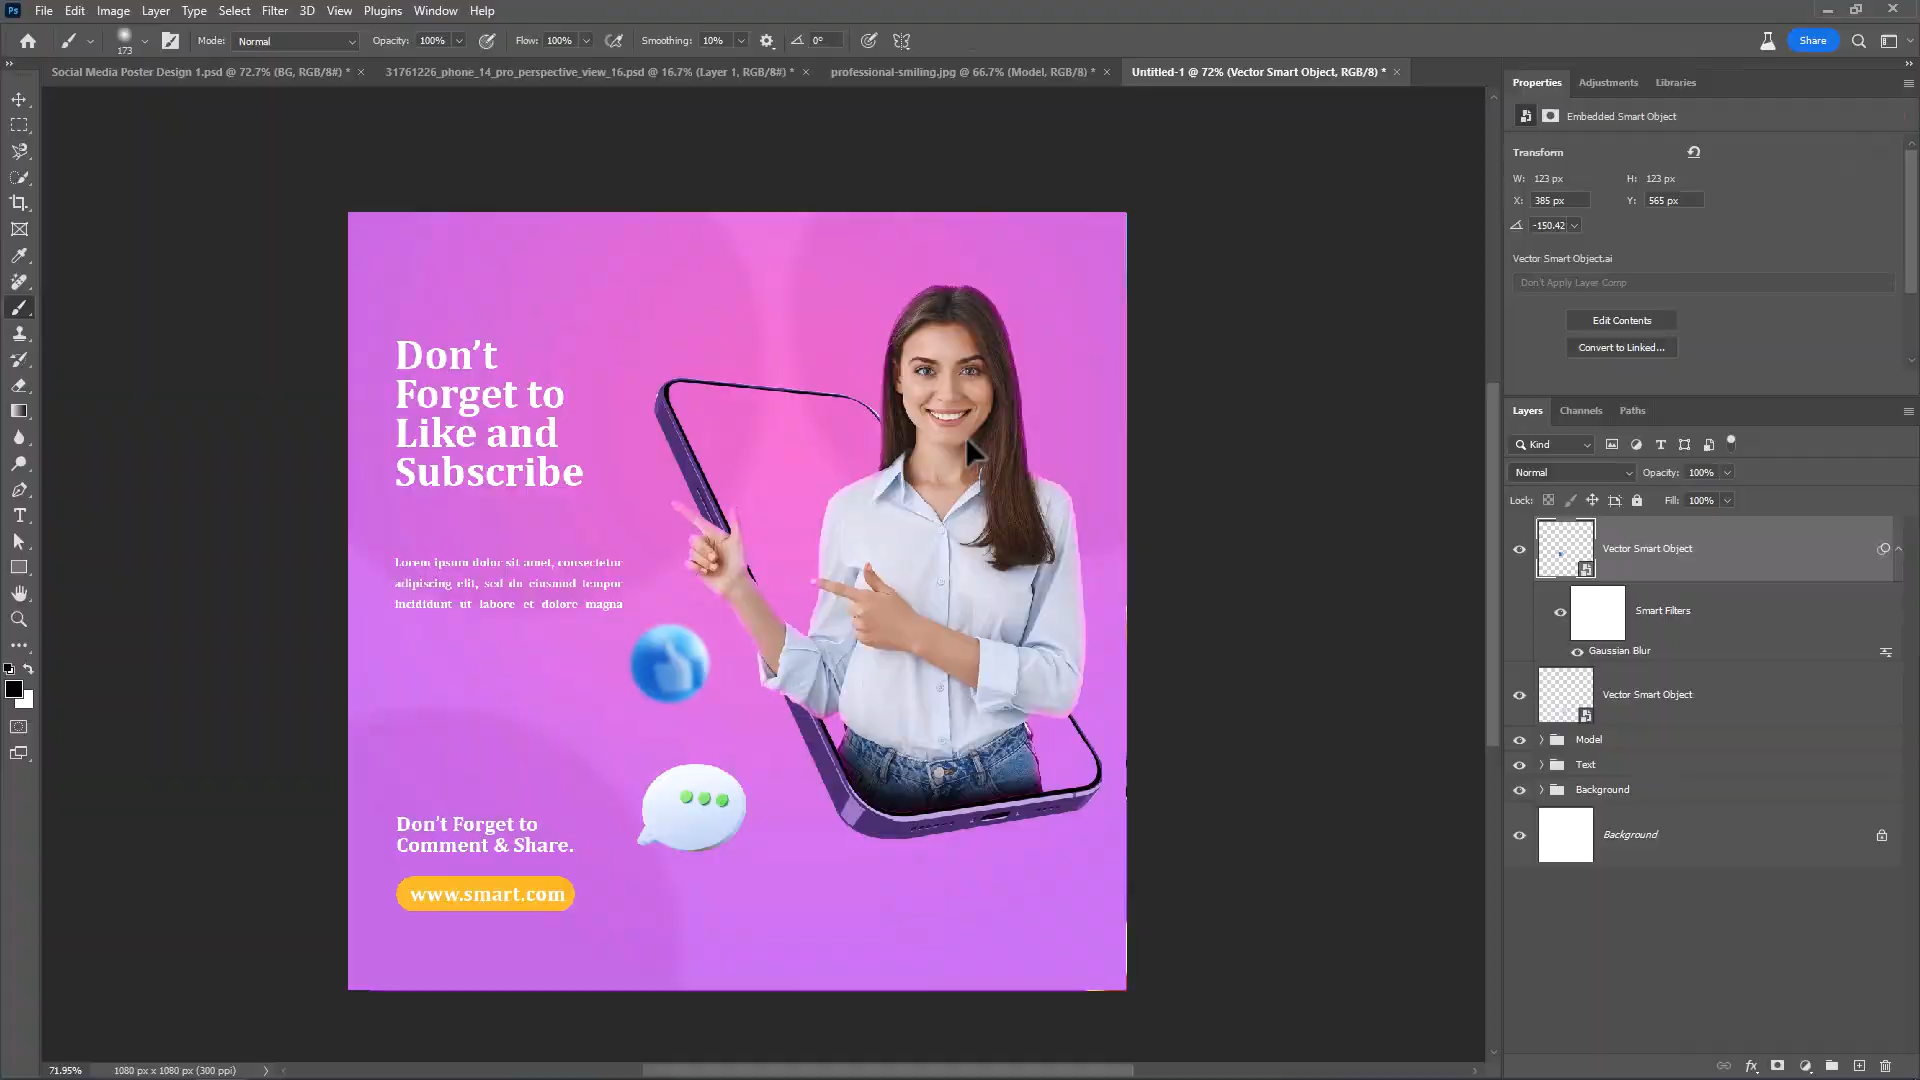 Ps File Edit Image Layer Type Select Filter 3D View Plugins Window Help
173 Mode: Normal Opacity: 100% Flow: 100% Smoothing: 10% 0° Share
Social Media Poster Design 1.psd @ 72.7% (BG, RGB/8#) * 31761226_phone_14_pro_perspective_view_16.psd @ 16.7% (Layer 1, RGB/8#) * professional-smiling.jpg @ 66.7% (Model, RGB/8) * Untitled-1 @ 72% (Vector Smart Object, RGB/8) *
Properties Adjustments Libraries
Embedded Smart Object
Transform
W: 123 px H: 123 px
X: 385 px Y: 565 px
-150.42
Vector Smart Object.ai
Don't Apply Layer Comp
Edit Contents
Convert to Linked...
Layers Channels Paths
Kind
Normal Opacity: 100%
Lock: Fill: 100%
Vector Smart Object
Smart Filters
Gaussian Blur
Vector Smart Object
Model
Text
Background
Background
Don’t
Forget to
Like and
Subscribe
Lorem ipsum dolor sit amet, consectetur
adipiscing elit, sed do eiusmod tempor
incididunt ut labore et dolore magna
Don’t Forget to
Comment & Share.
www.smart.com
71.95% 1080 px x 1080 px (300 ppi)